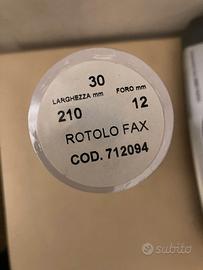 30
LARGHEZZA mm FORO mm
210 12
ROTOLO FAX
COD. 712094
subito